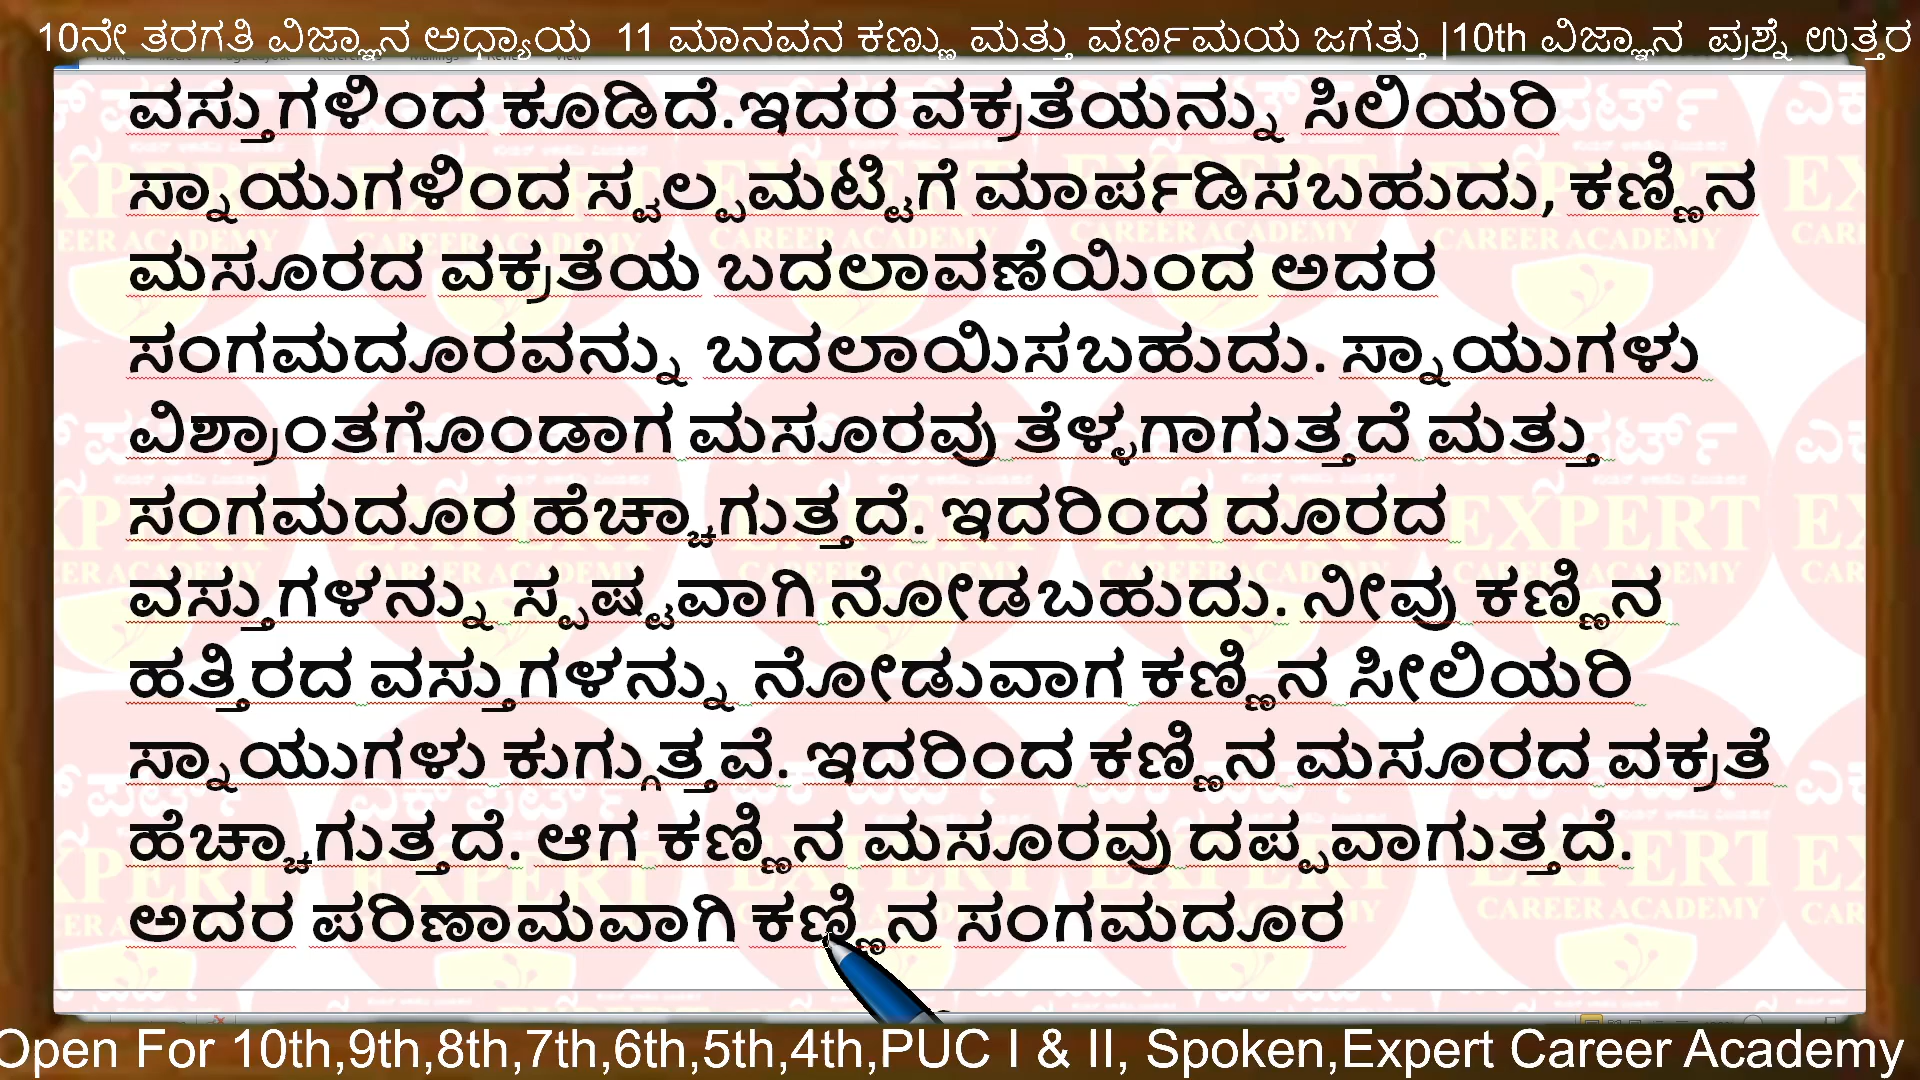 10ನೇ ತರಗತಿ ವಿಜ್ಞಾನ ಅಧ್ಯಾಯ 11 ಮಾನವನ ಕಣ್ಣು ಮತ್ತು ವರ್ಣಮಯ ಜಗತ್ತು |10th ವಿಜ್ಞಾನ ಪ್ರಶ್ನೆ ಉತ್ತರ
ವಸ್ತುಗಳಿಂದ ಕೂಡಿದೆ.ಇದರ ವಕ್ರತೆಯನ್ನು ಸಿಲಿಯರಿ
ಸ್ನಾಯುಗಳಿಂದ ಸ್ವಲ್ಪಮಟ್ಟಿಗೆ ಮಾರ್ಪಡಿಸಬಹುದು, ಕಣ್ಣಿನ
ಮಸೂರದ ವಕ್ರತೆಯ ಬದಲಾವಣೆಯಿಂದ ಅದರ
ಸಂಗಮದೂರವನ್ನು ಬದಲಾಯಿಸಬಹುದು. ಸ್ನಾಯುಗಳು
ವಿಶ್ರಾಂತಗೊಂಡಾಗ ಮಸೂರವು ತೆಳ್ಳಗಾಗುತ್ತದೆ ಮತ್ತು
ಸಂಗಮದೂರ ಹೆಚ್ಚಾಗುತ್ತದೆ. ಇದರಿಂದ ದೂರದ
ವಸ್ತುಗಳನ್ನು ಸ್ಪಷ್ಟವಾಗಿ ನೋಡಬಹುದು. ನೀವು ಕಣ್ಣಿನ
ಹತ್ತಿರದ ವಸ್ತುಗಳನ್ನು ನೋಡುವಾಗ ಕಣ್ಣಿನ ಸೀಲಿಯರಿ
ಸ್ನಾಯುಗಳು ಕುಗ್ಗುತ್ತವೆ. ಇದರಿಂದ ಕಣ್ಣಿನ ಮಸೂರದ ವಕ್ರತೆ
ಹೆಚ್ಚಾಗುತ್ತದೆ. ಆಗ ಕಣ್ಣಿನ ಮಸೂರವು ದಪ್ಪವಾಗುತ್ತದೆ.
ಅದರ ಪರಿಣಾಮವಾಗಿ ಕಣ್ಣಿನ ಸಂಗಮದೂರ
Open For 10th,9th,8th,7th,6th,5th,4th,PUC I & II, Spoken,Expert Career Academy